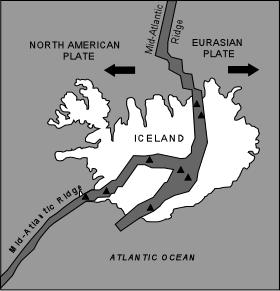 Mid-Atlantic
Ridge
NORTH AMERICAN
PLATE
EURASIAN
PLATE
ICELAND
Mid-Atlantic Ridge
ATLANTIC OCEAN